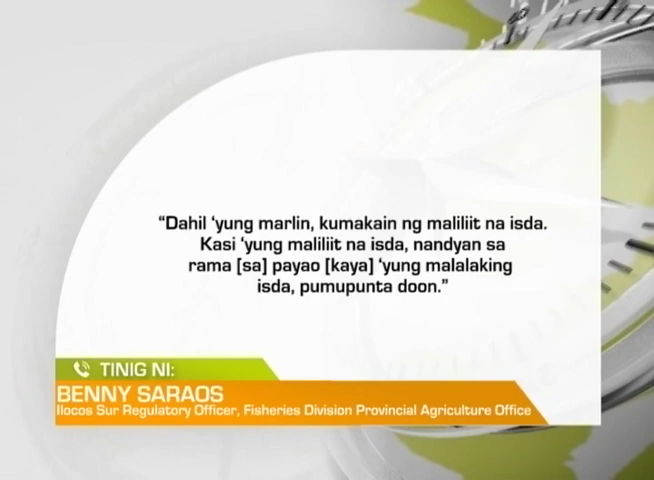 “Dahil ‘yung marlin, kumakain ng maliliit na isda.
Kasi ‘yung maliliit na isda, nandyan sa
rama [sa] payao [kaya] ‘yung malalaking
isda, pumupunta doon.”
TINIG NI:
BENNY SARAOS
Ilocos Sur Regulatory Officer, Fisheries Division Provincial Agriculture Office